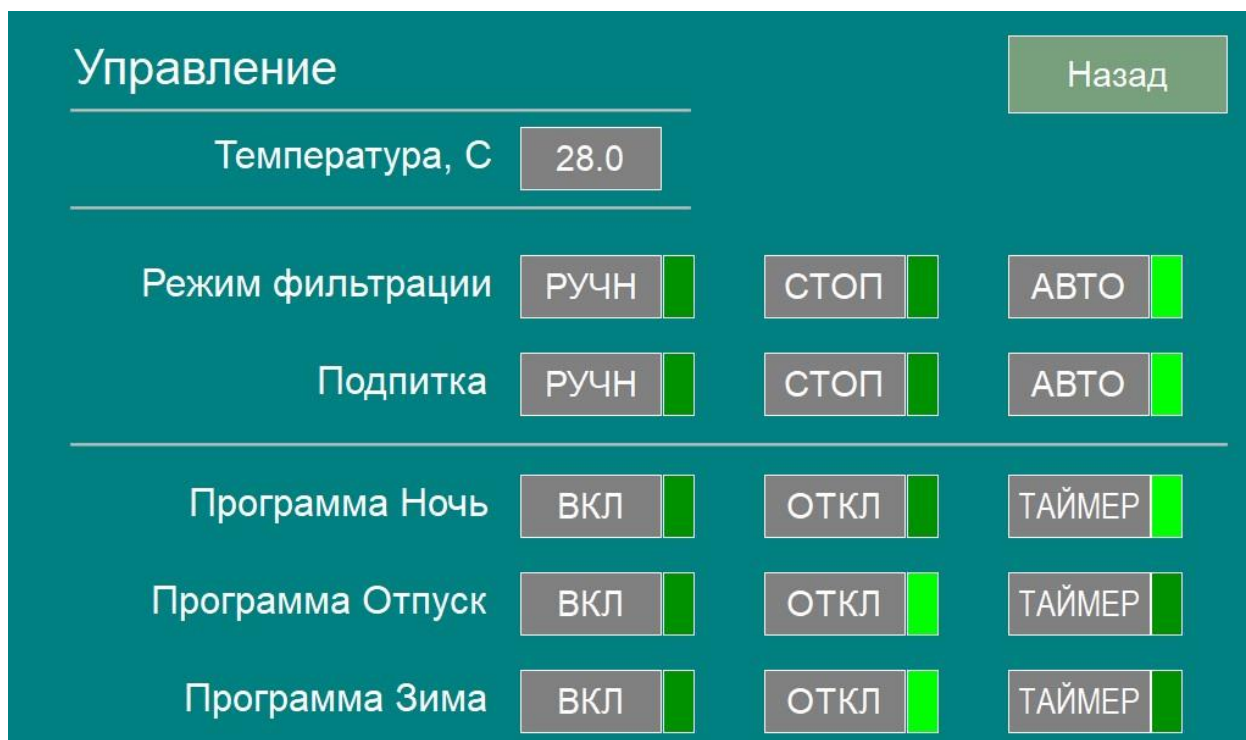 Управление
Назад
Температура, С 28.0
Режим фильтрации РУЧН СТОП АВТО
Подпитка РУЧН СТОП АВТО
Программа Ночь ВКЛ ОТКЛ ТАЙМЕР
Программа Отпуск ВКЛ ОТКЛ ТАЙМЕР
Программа Зима ВКЛ ОТКЛ ТАЙМЕР